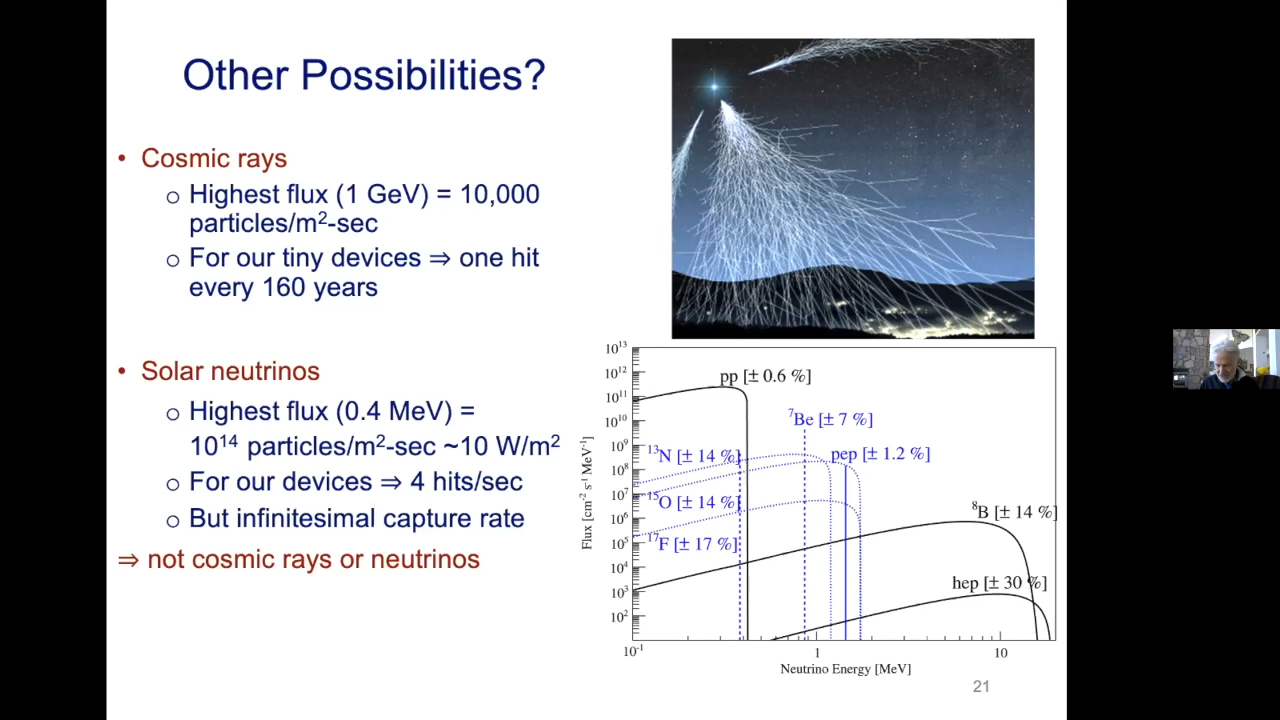 Other Possibilities?
• Cosmic rays
o Highest flux (1 GeV) = 10,000
particles/m²-sec
o For our tiny devices ⇒ one hit
every 160 years
• Solar neutrinos
o Highest flux (0.4 MeV) =
10¹⁴ particles/m²-sec ~10 W/m²
o For our devices ⇒ 4 hits/sec
o But infinitesimal capture rate
⇒ not cosmic rays or neutrinos
10¹³
10¹²
10¹¹
10¹⁰
10⁹
10⁸
10⁷
10⁶
10⁵
10⁴
10³
10²
Flux [cm⁻² s⁻¹ MeV⁻¹]
pp [± 0.6 %]
⁷Be [± 7 %]
¹³N [± 14 %]
pep [± 1.2 %]
¹⁵O [± 14 %]
⁸B [± 14 %]
¹⁷F [± 17 %]
hep [± 30 %]
10⁻¹
1
10
Neutrino Energy [MeV]
21